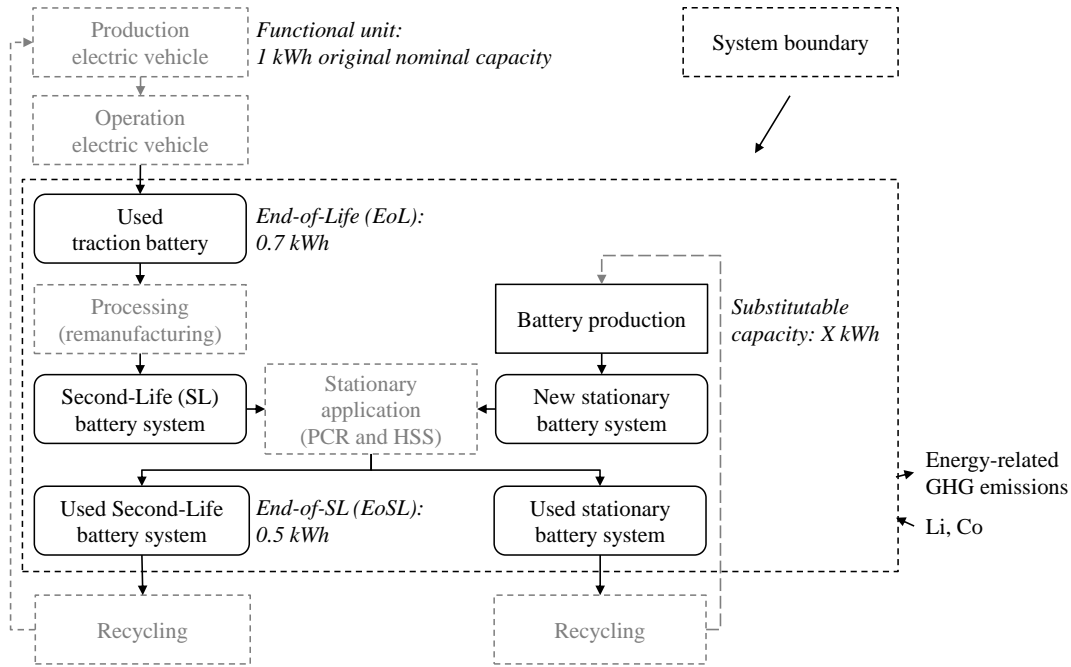 Production
electric vehicle
Functional unit:
1 kWh original nominal capacity
System boundary
Operation
electric vehicle
Used
traction battery
End-of-Life (EoL):
0.7 kWh
Processing
(remanufacturing)
Battery production
Substitutable
capacity: X kWh
Second-Life (SL)
battery system
Stationary
application
(PCR and HSS)
New stationary
battery system
Used Second-Life
battery system
End-of-SL (EoSL):
0.5 kWh
Used stationary
battery system
Energy-related
GHG emissions
Li, Co
Recycling
Recycling